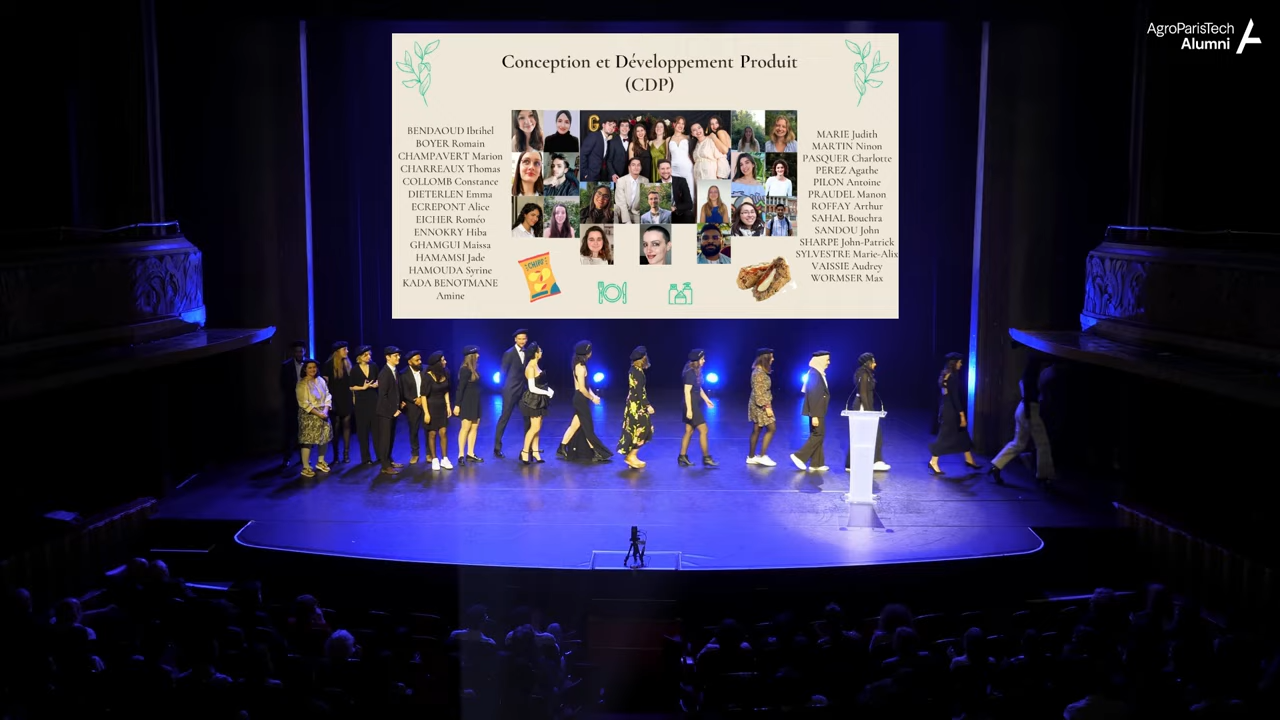 AgroParisTech
Alumni
Conception et Développement Produit
(CDP)
BENDAOUD Ibtihel
BOYER Romain
CHAMPAVERT Marion
CHARREAUX Thomas
COLLOMB Constance
DIETERLEN Emma
ECREPONT Alice
EICHER Roméo
ENNOKRY Hiba
GHAMGUI Maissa
HAMAMSI Jade
HAMOUDA Syrine
KADA BENOTMANE
Amine
MARIE Judith
MARTIN Ninon
PASQUER Charlotte
PEREZ Agathe
PILON Antoine
PRAUDEL Manon
ROFFAY Arthur
SAHAL Bouchra
SANDOU John
SHARPE John-Patrick
SYLVESTRE Marie-Alix
VAISSIE Audrey
WORMSER Max
CHIPS